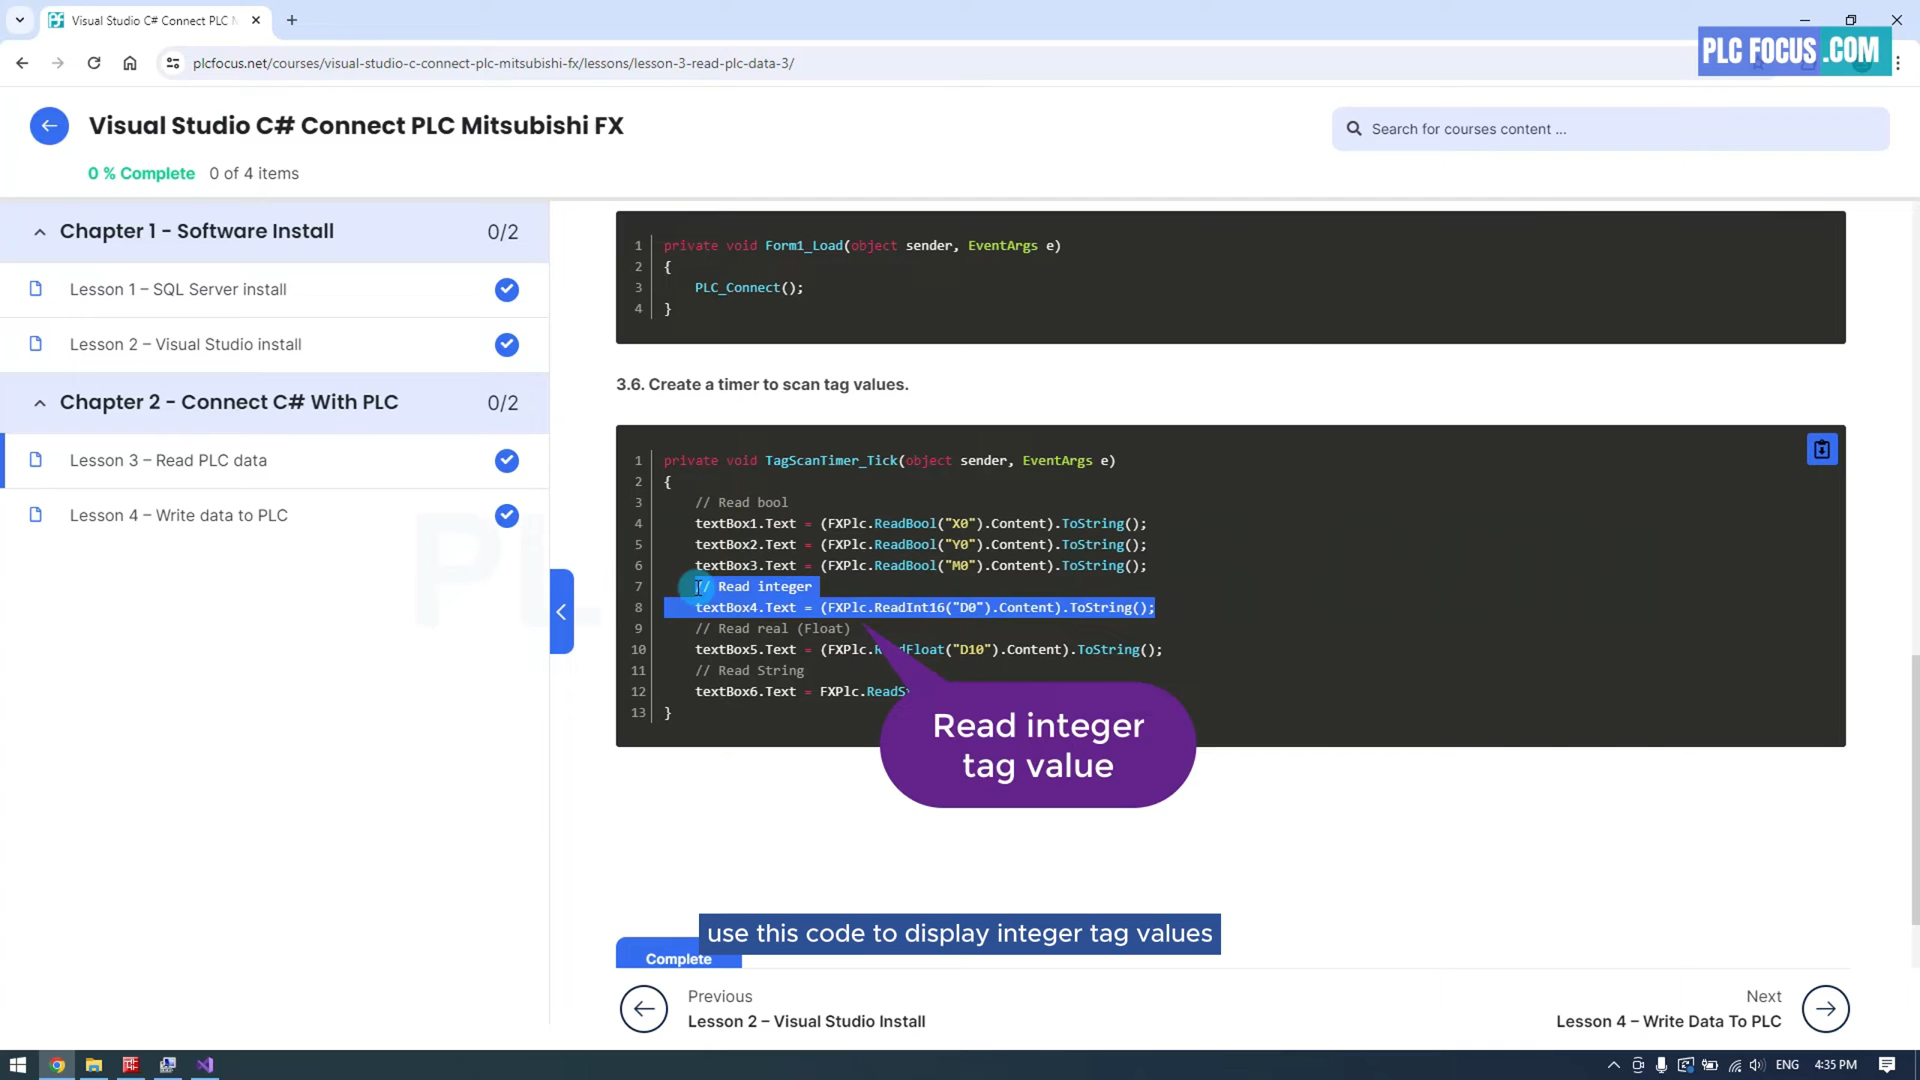 Visual Studio C# Connect PLC M
PLC FOCUS .COM
plcfocus.net/courses/visual-studio-c-connect-plc-mitsubishi-fx/lessons/lesson-3-read-plc-data-3/
Visual Studio C# Connect PLC Mitsubishi FX
Search for courses content ...
0 % Complete 0 of 4 items
Chapter 1 - Software Install 0/2
Lesson 1 – SQL Server install
Lesson 2 – Visual Studio install
Chapter 2 - Connect C# With PLC 0/2
Lesson 3 – Read PLC data
Lesson 4 – Write data to PLC
PL
1 private void Form1_Load(object sender, EventArgs e)
2 {
3 PLC_Connect();
4 }
3.6. Create a timer to scan tag values.
1 private void TagScanTimer_Tick(object sender, EventArgs e)
2 {
3 // Read bool
4 textBox1.Text = (FXPlc.ReadBool("X0").Content).ToString();
5 textBox2.Text = (FXPlc.ReadBool("Y0").Content).ToString();
6 textBox3.Text = (FXPlc.ReadBool("M0").Content).ToString();
7 // Read integer
8 textBox4.Text = (FXPlc.ReadInt16("D0").Content).ToString();
9 // Read real (Float)
10 textBox5.Text = (FXPlc.ReadFloat("D10").Content).ToString();
11 // Read String
12 textBox6.Text = FXPlc.ReadS
13 }
Read integer
tag value
use this code to display integer tag values
Complete
Previous
Lesson 2 – Visual Studio Install
Next
Lesson 4 – Write Data To PLC
ENG 4:35 PM